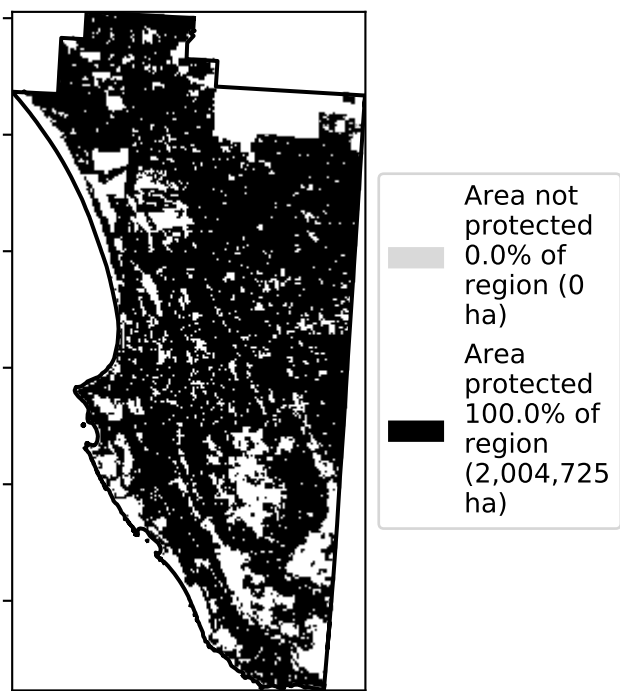 Area not
protected
0.0% of
region (0
ha)
Area
protected
100.0% of
region
(2,004,725
ha)